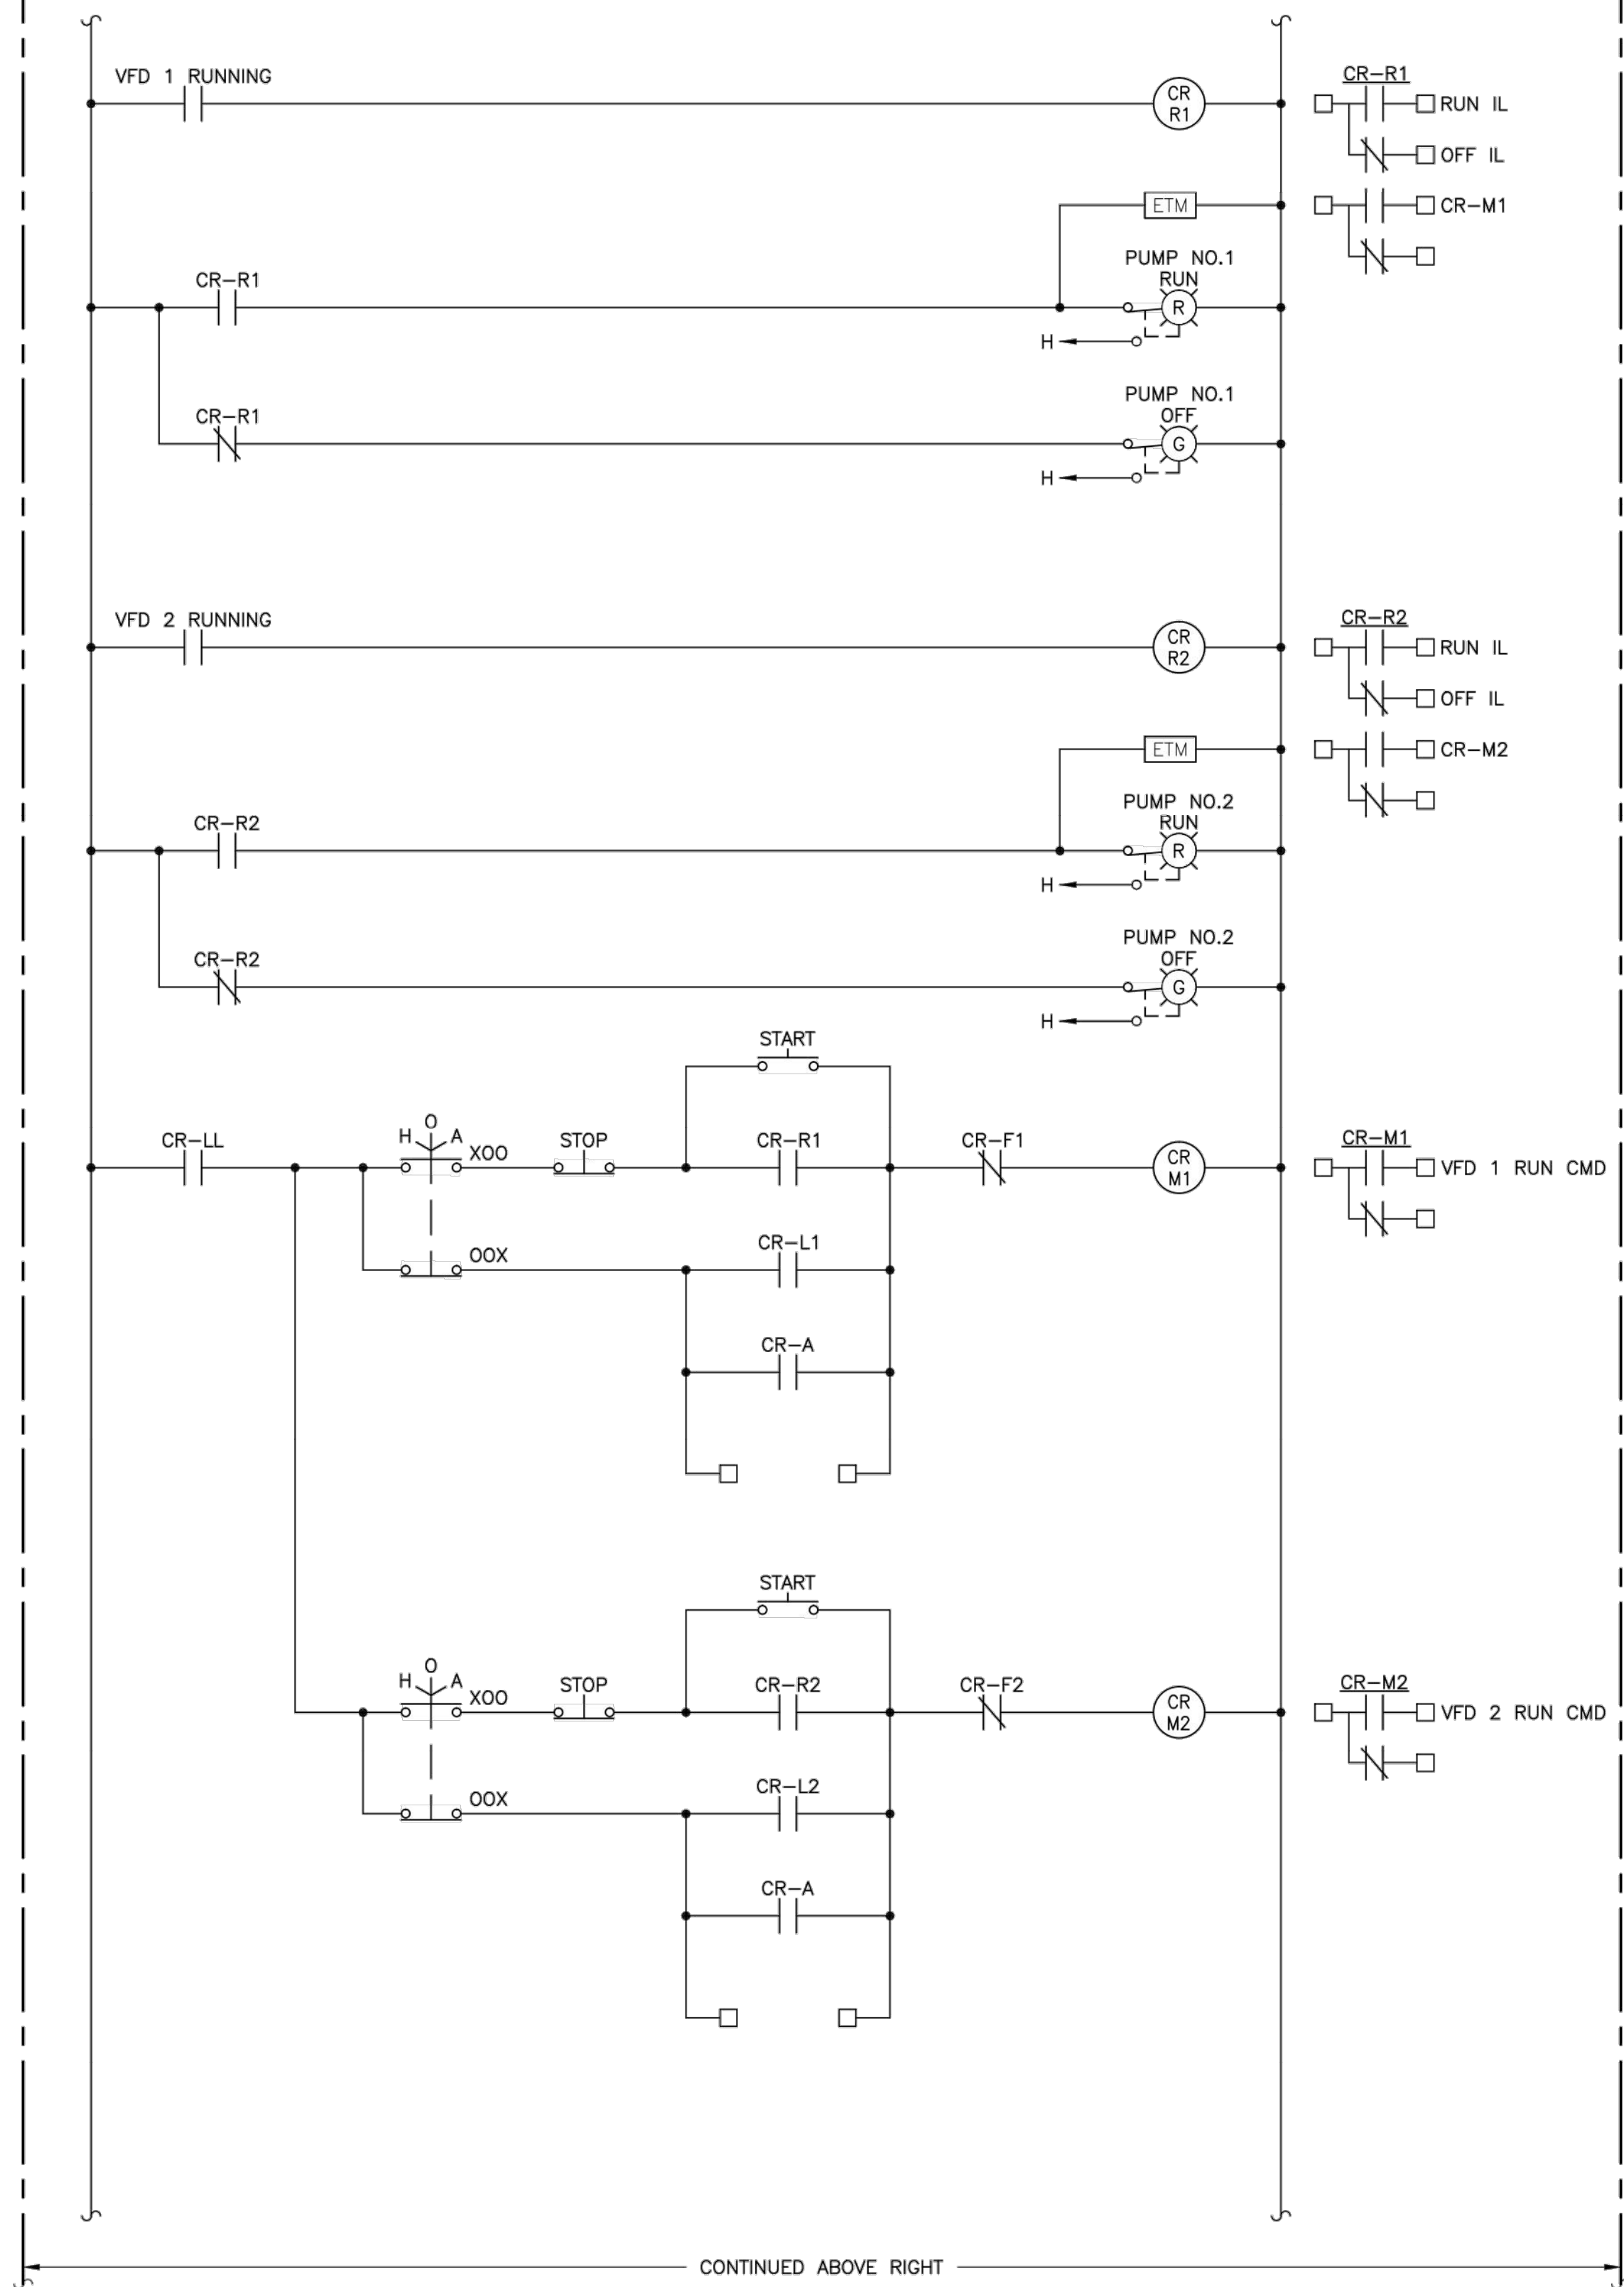 VFD 1 RUNNING
CR
R1
CR-R1
RUN IL
OFF IL
ETM
CR-M1
PUMP NO.1
RUN
CR-R1
R
H
PUMP NO.1
OFF
CR-R1
G
H
VFD 2 RUNNING
CR
R2
CR-R2
RUN IL
OFF IL
ETM
CR-M2
PUMP NO.2
RUN
CR-R2
R
H
PUMP NO.2
OFF
CR-R2
G
H
START
CR-LL
H O A
XOO
STOP
CR-R1
CR-F1
CR
M1
CR-M1
VFD 1 RUN CMD
OOX
CR-L1
CR-A
START
H O A
XOO
STOP
CR-R2
CR-F2
CR
M2
CR-M2
VFD 2 RUN CMD
OOX
CR-L2
CR-A
CONTINUED ABOVE RIGHT